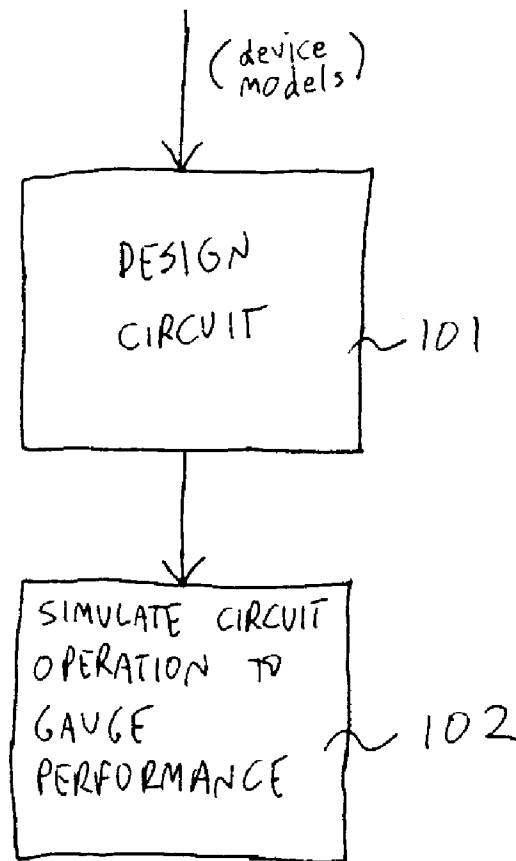 (device
models)
DESIGN
CIRCUIT
101
SIMULATE CIRCUIT
OPERATION TO
GAUGE
PERFORMANCE
102